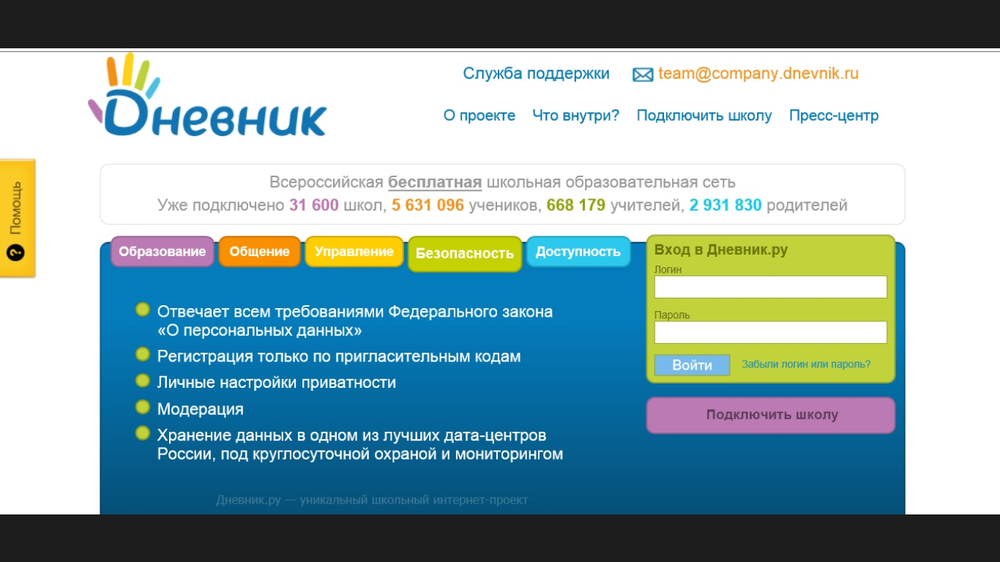 Дневник
Служба поддержки
team@company.dnevnik.ru
О проекте Что внутри? Подключить школу Пресс-центр
Помощь
Всероссийская бесплатная школьная образовательная сеть
Уже подключено 31 600 школ, 5 631 096 учеников, 668 179 учителей, 2 931 830 родителей
Образование Общение Управление Безопасность Доступность
Отвечает всем требованиями Федерального закона
«О персональных данных»
Регистрация только по пригласительным кодам
Личные настройки приватности
Модерация
Хранение данных в одном из лучших дата-центров
России, под круглосуточной охраной и мониторингом
Дневник.ру — уникальный школьный интернет-проект
Вход в Дневник.ру
Логин
Пароль
Войти Забыли логин или пароль?
Подключить школу